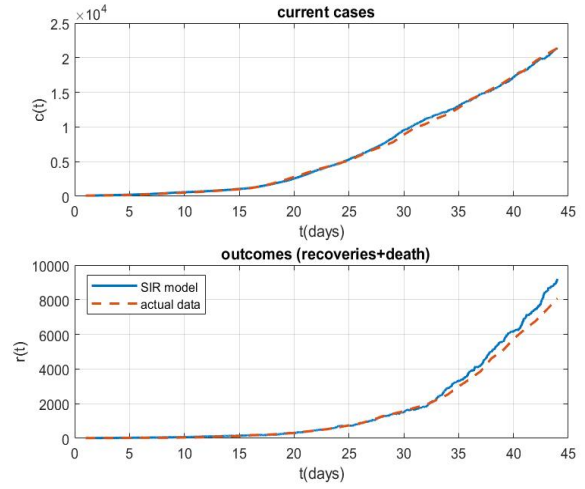 current cases
×10⁴
2.5
2
1.5
1
0.5
0
c(t)
0 5 10 15 20 25 30 35 40 45
t(days)
outcomes (recoveries+death)
10000
8000
6000
4000
2000
0
r(t)
SIR model
actual data
0 5 10 15 20 25 30 35 40 45
t(days)